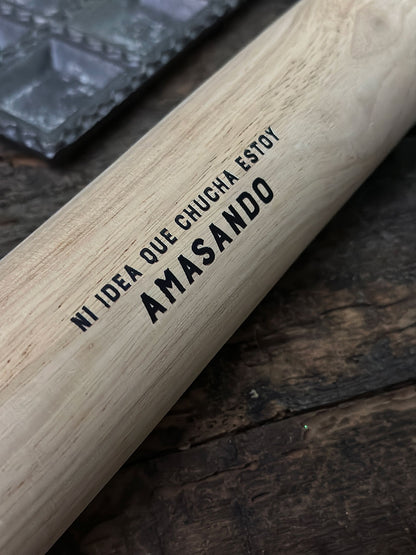 NI IDEA QUE CHUCHA ESTOY
AMASANDO